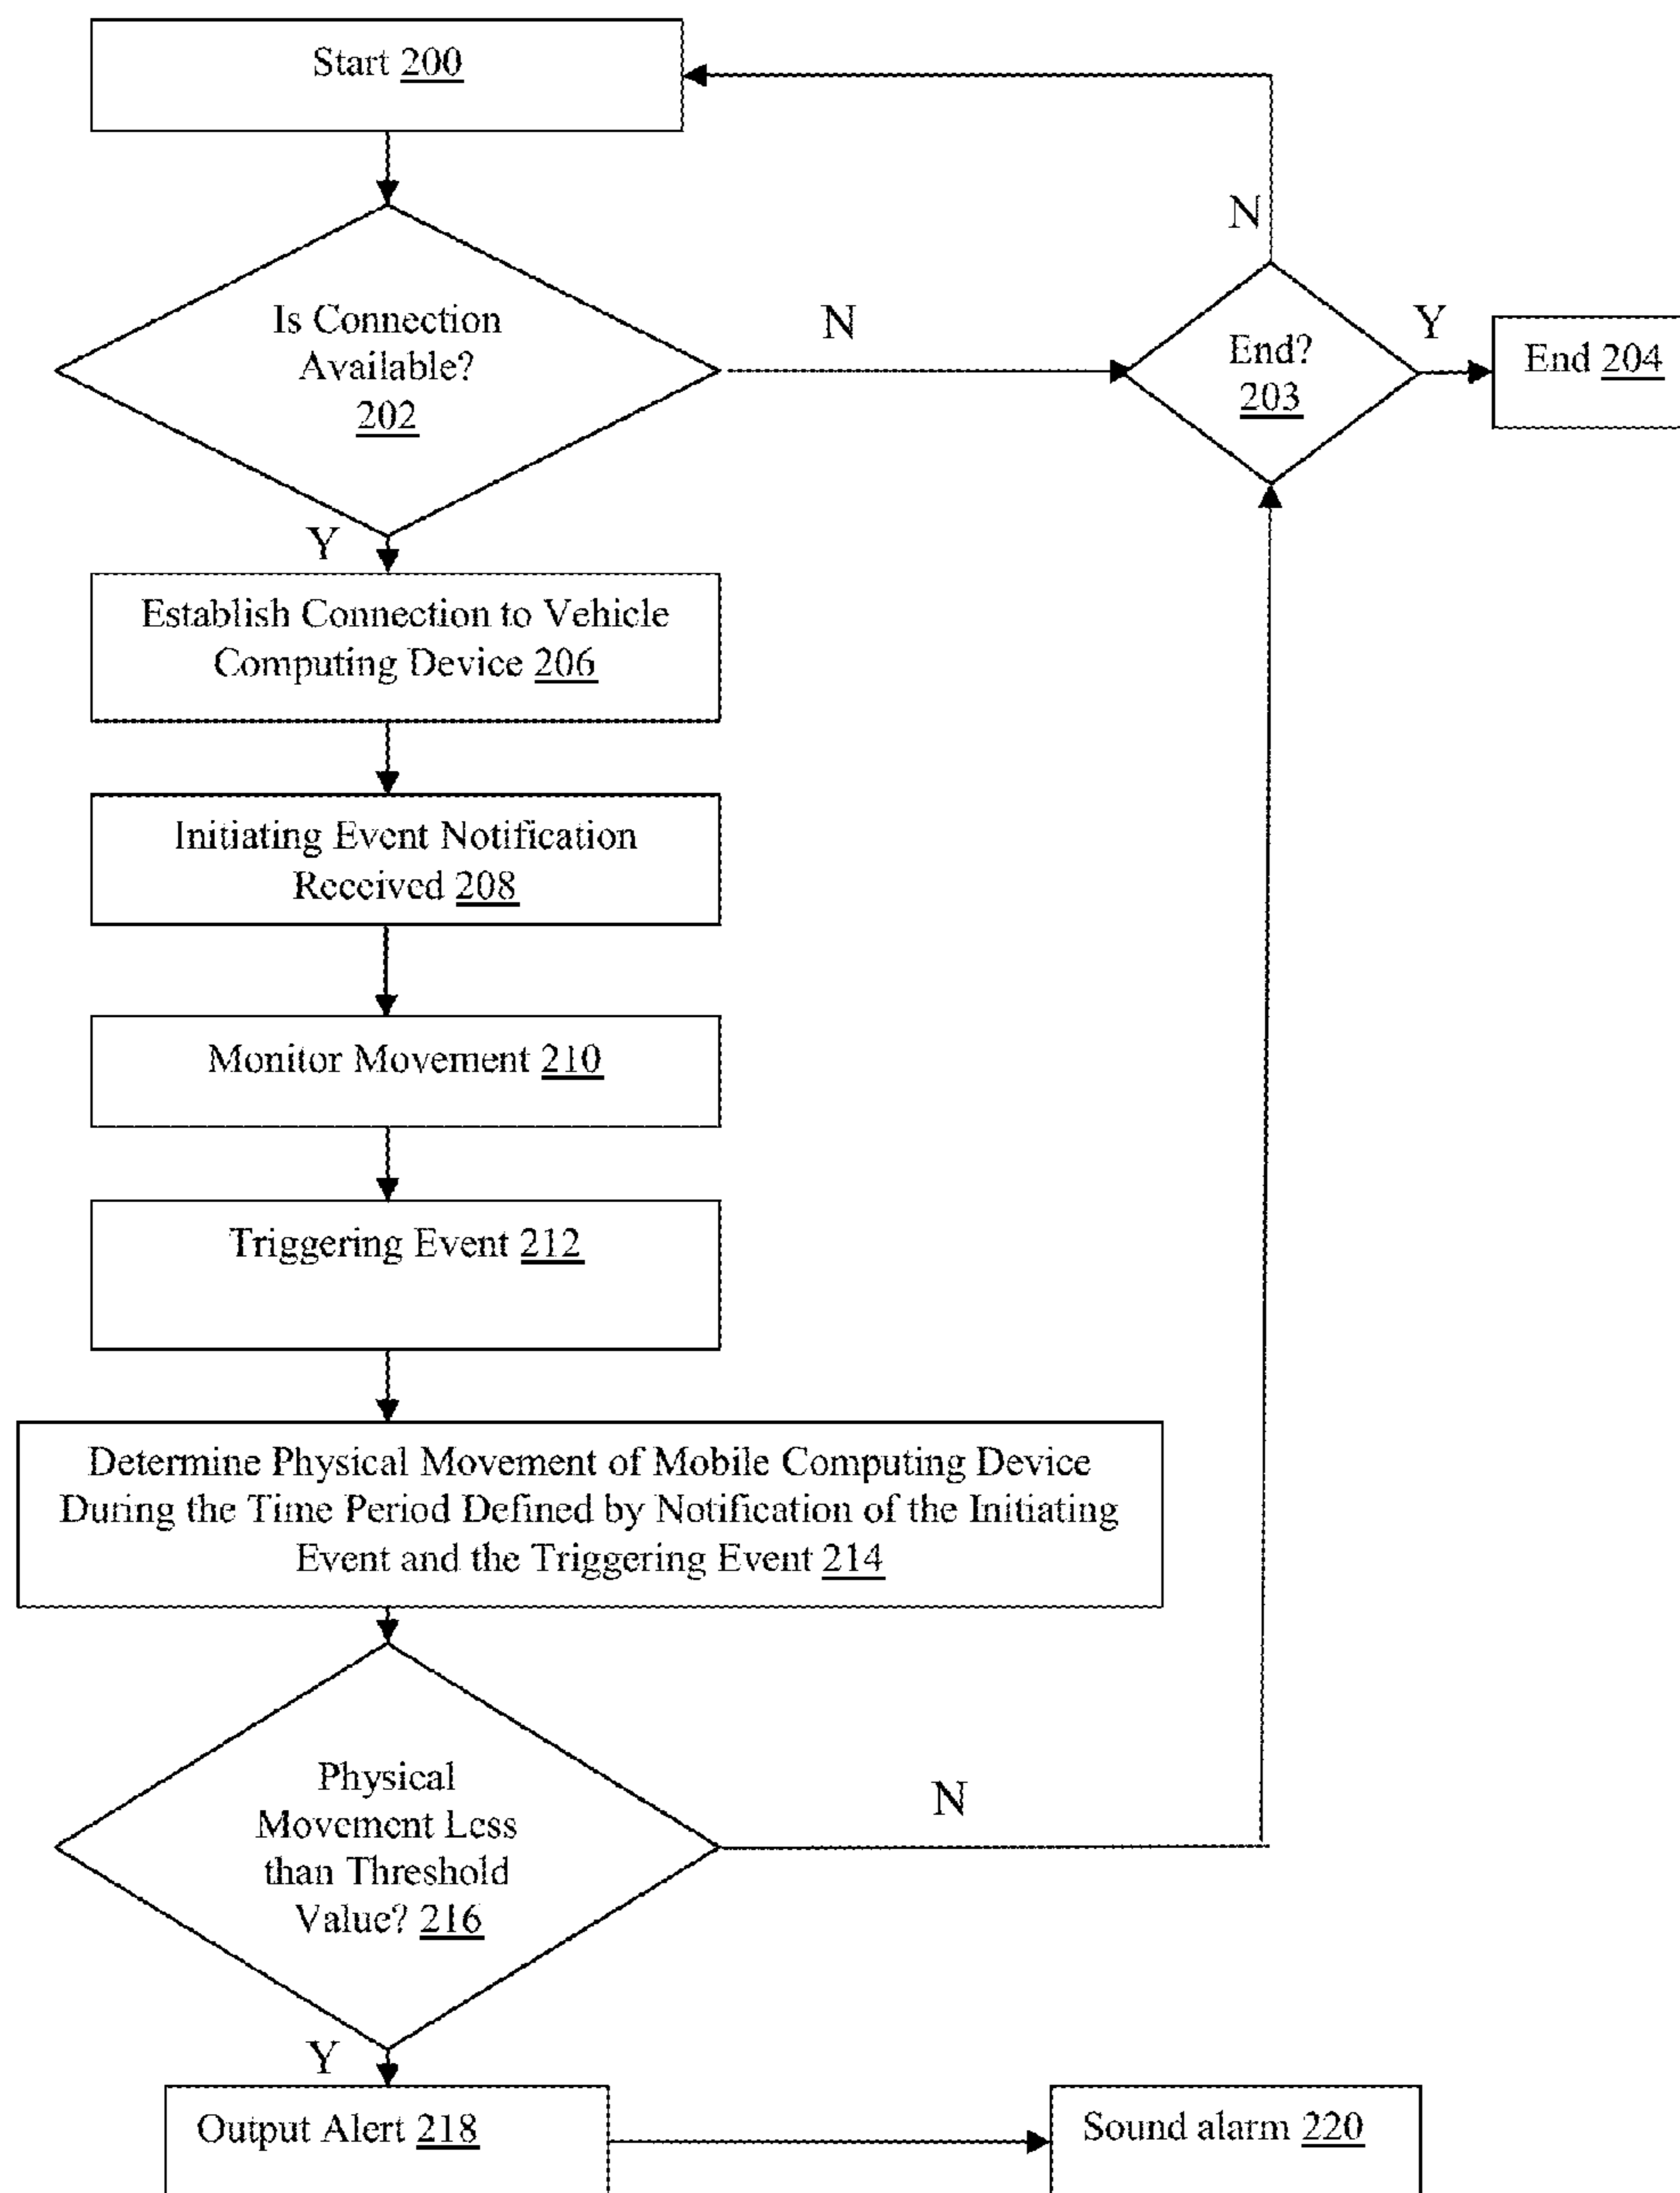 Start 200
Is Connection
Available?
202
N
N
End?
203
Y
End 204
Y
Establish Connection to Vehicle
Computing Device 206
Initiating Event Notification
Received 208
Monitor Movement 210
Triggering Event 212
Determine Physical Movement of Mobile Computing Device
During the Time Period Defined by Notification of the Initiating
Event and the Triggering Event 214
Physical
Movement Less
than Threshold
Value? 216
N
Y
Output Alert 218
Sound alarm 220